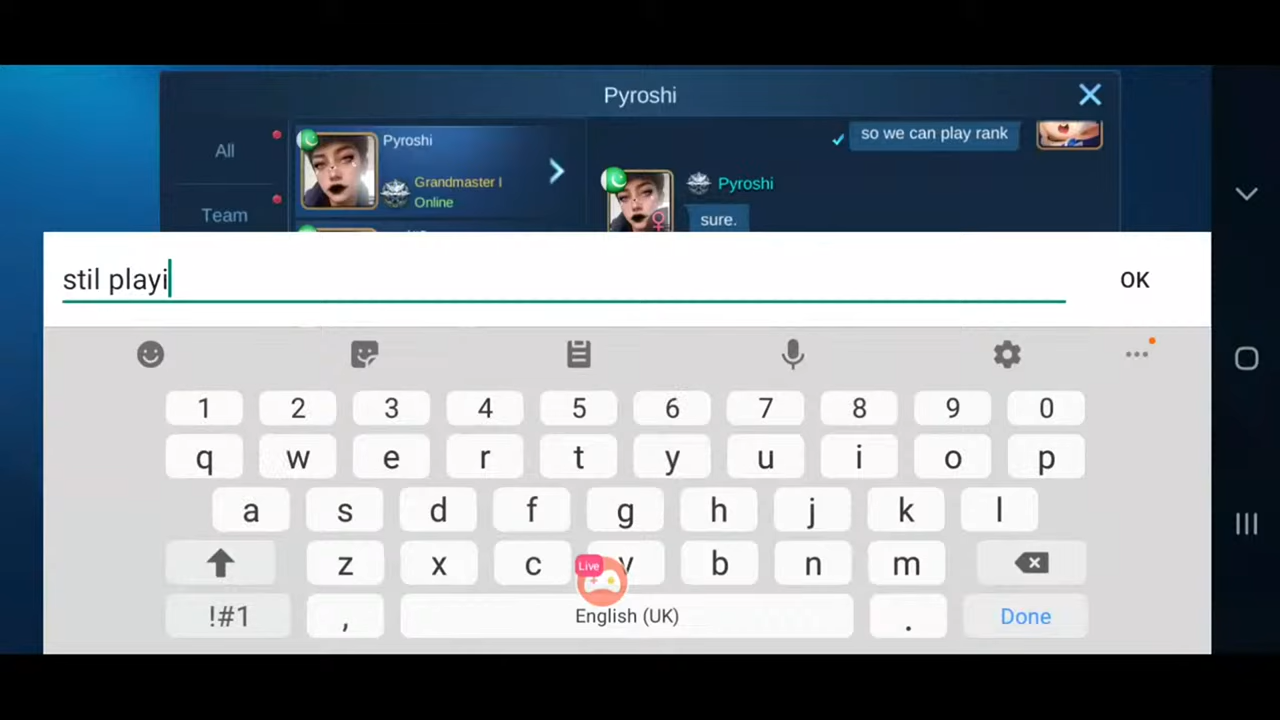 Pyroshi
All
Pyroshi
Grandmaster I
Online
so we can play rank
Pyroshi
sure.
Team
stil playi
OK
1 2 3 4 5 6 7 8 9 0
q w e r t y u i o p
a s d f g h j k l
z x c v b n m
Live
!#1 , English (UK) . Done